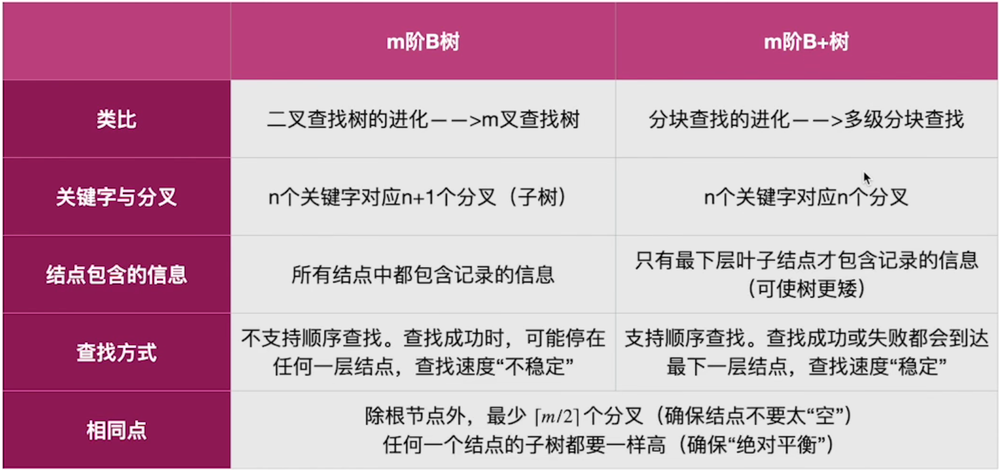 m阶B树
m阶B+树
类比
二叉查找树的进化——>m叉查找树
分块查找的进化——>多级分块查找
关键字与分叉
n个关键字对应n+1个分叉（子树）
n个关键字对应n个分叉
结点包含的信息
所有结点中都包含记录的信息
只有最下层叶子结点才包含记录的信息
（可使树更矮）
查找方式
不支持顺序查找。查找成功时，可能停在
任何一层结点，查找速度“不稳定”
支持顺序查找。查找成功或失败都会到达
最下一层结点，查找速度“稳定”
相同点
除根节点外，最少 ⌈m/2⌉个分叉（确保结点不要太“空”）
任何一个结点的子树都要一样高（确保“绝对平衡”）